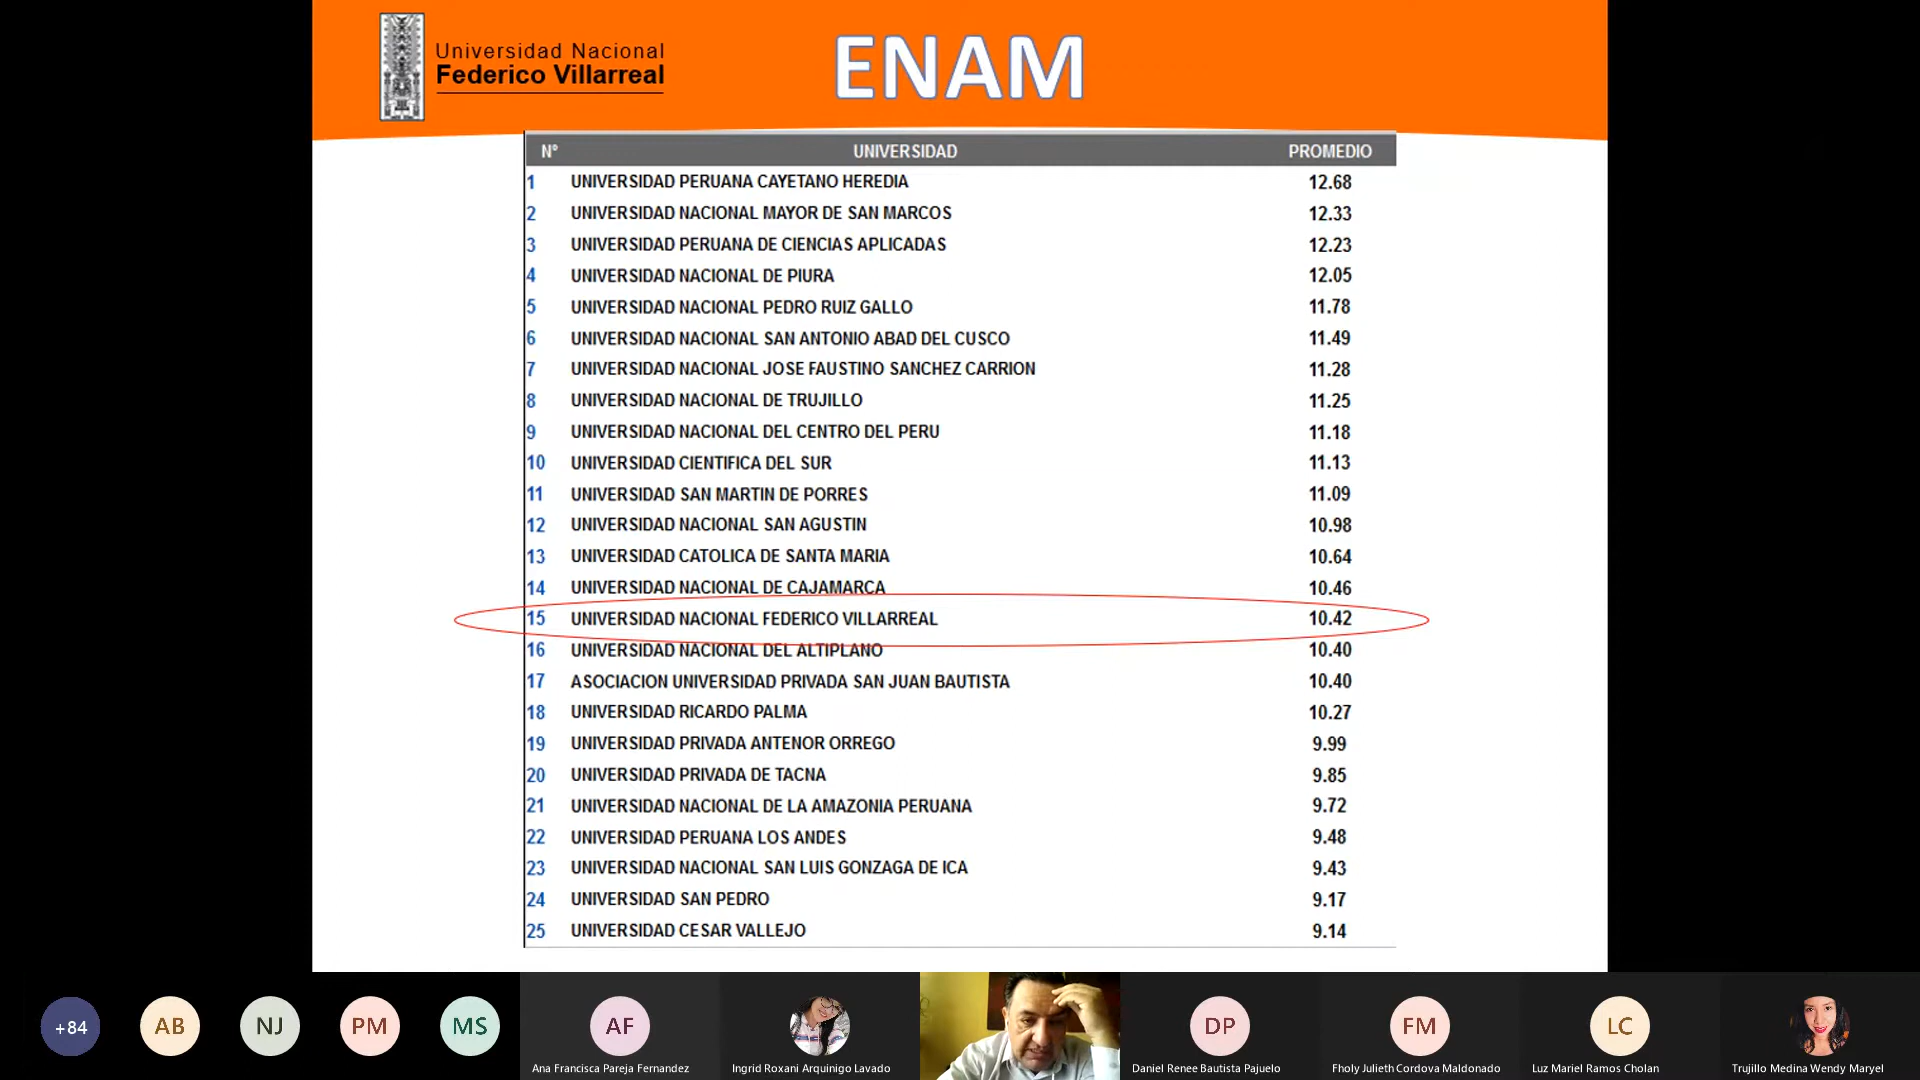 Universidad Nacional
Federico Villarreal
ENAM
N° UNIVERSIDAD PROMEDIO
1 UNIVERSIDAD PERUANA CAYETANO HEREDIA 12.68
2 UNIVERSIDAD NACIONAL MAYOR DE SAN MARCOS 12.33
3 UNIVERSIDAD PERUANA DE CIENCIAS APLICADAS 12.23
4 UNIVERSIDAD NACIONAL DE PIURA 12.05
5 UNIVERSIDAD NACIONAL PEDRO RUIZ GALLO 11.78
6 UNIVERSIDAD NACIONAL SAN ANTONIO ABAD DEL CUSCO 11.49
7 UNIVERSIDAD NACIONAL JOSE FAUSTINO SANCHEZ CARRION 11.28
8 UNIVERSIDAD NACIONAL DE TRUJILLO 11.25
9 UNIVERSIDAD NACIONAL DEL CENTRO DEL PERU 11.18
10 UNIVERSIDAD CIENTIFICA DEL SUR 11.13
11 UNIVERSIDAD SAN MARTIN DE PORRES 11.09
12 UNIVERSIDAD NACIONAL SAN AGUSTIN 10.98
13 UNIVERSIDAD CATOLICA DE SANTA MARIA 10.64
14 UNIVERSIDAD NACIONAL DE CAJAMARCA 10.46
15 UNIVERSIDAD NACIONAL FEDERICO VILLARREAL 10.42
16 UNIVERSIDAD NACIONAL DEL ALTIPLANO 10.40
17 ASOCIACION UNIVERSIDAD PRIVADA SAN JUAN BAUTISTA 10.40
18 UNIVERSIDAD RICARDO PALMA 10.27
19 UNIVERSIDAD PRIVADA ANTENOR ORREGO 9.99
20 UNIVERSIDAD PRIVADA DE TACNA 9.85
21 UNIVERSIDAD NACIONAL DE LA AMAZONIA PERUANA 9.72
22 UNIVERSIDAD PERUANA LOS ANDES 9.48
23 UNIVERSIDAD NACIONAL SAN LUIS GONZAGA DE ICA 9.43
24 UNIVERSIDAD SAN PEDRO 9.17
25 UNIVERSIDAD CESAR VALLEJO 9.14
+84 AB NJ PM MS AF DP FM LC
Ana Francisca Pareja Fernandez Ingrid Roxani Arquinigo Lavado Daniel Renee Bautista Pajuelo Fholy Julieth Cordova Maldonado Luz Mariel Ramos Cholan Trujillo Medina Wendy Maryel